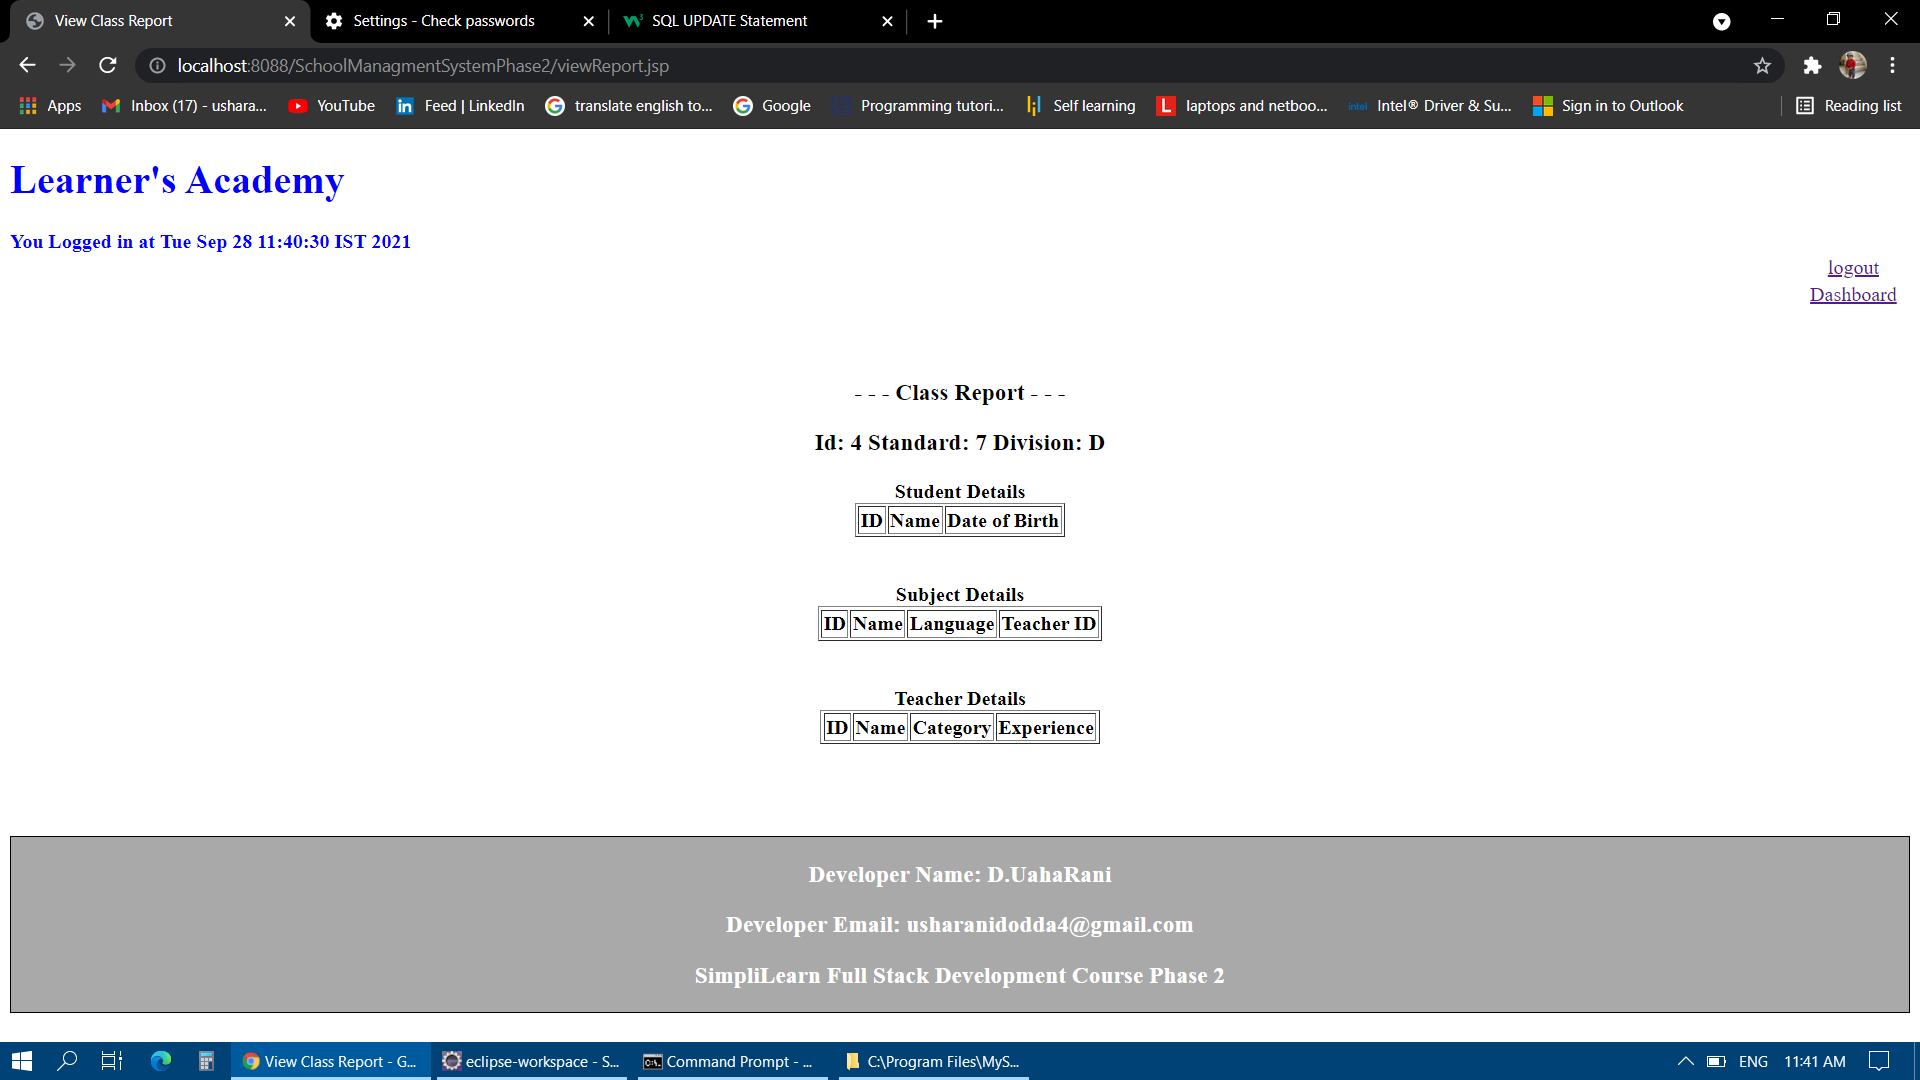 View Class Report
Settings - Check passwords
SQL UPDATE Statement
localhost:8088/SchoolManagmentSystemPhase2/viewReport.jsp
Apps
Inbox (17) - ushara...
YouTube
Feed | LinkedIn
translate english to...
Google
Programming tutori...
Self learning
L
laptops and netboo...
intel
Intel® Driver & Su...
Sign in to Outlook
Reading list
Learner's Academy
You Logged in at Tue Sep 28 11:40:30 IST 2021
logout
Dashboard
- - - Class Report - - -
Id: 4 Standard: 7 Division: D
Student Details
ID Name Date of Birth
Subject Details
ID Name Language Teacher ID
Teacher Details
ID Name Category Experience
Developer Name: D.UahaRani
Developer Email: usharanidodda4@gmail.com
SimpliLearn Full Stack Development Course Phase 2
View Class Report - G...
eclipse-workspace - S...
Command Prompt - ...
C:\Program Files\MyS...
ENG
11:41 AM